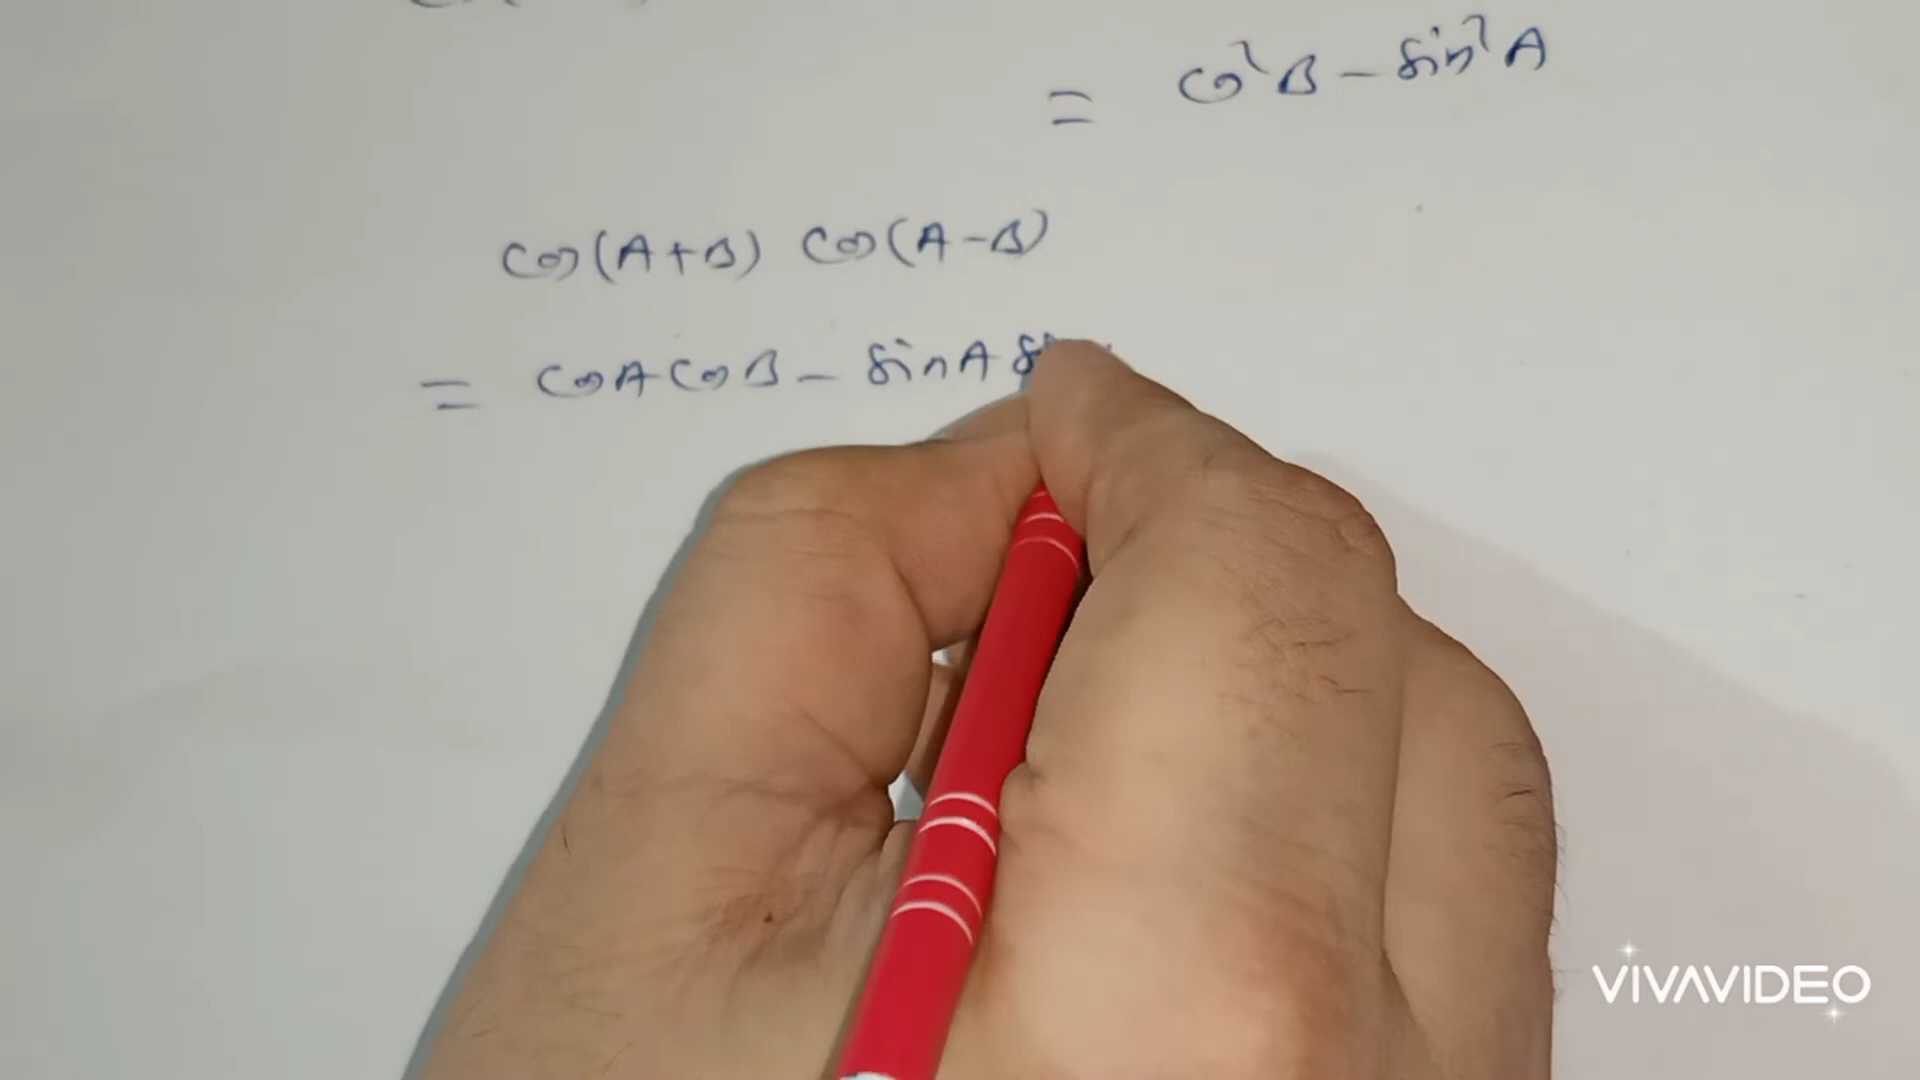 = cos²B - sin²A
cos(A+B) cos(A-B)
= cosA cosB - sinA
VIVAVIDEO